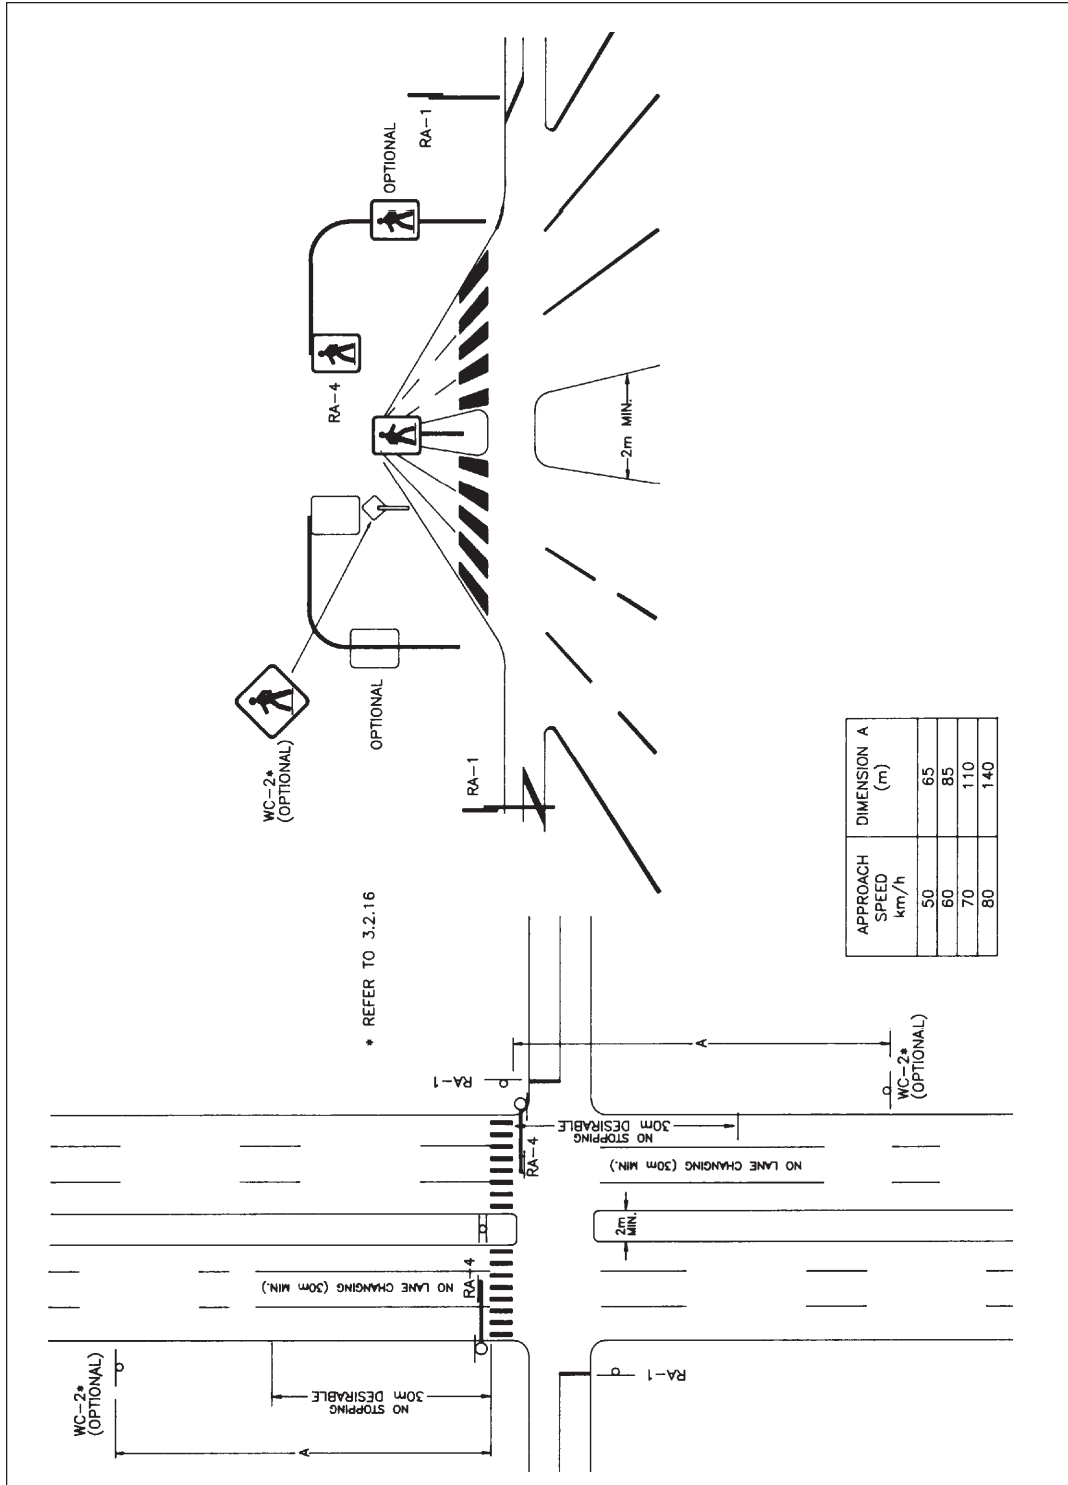 WC-2*
(OPTIONAL)
OPTIONAL
RA-1
RA-4
OPTIONAL
RA-1
2m MIN.
* REFER TO 3.2.16
WC-2*
(OPTIONAL)
A
NO STOPPING
30m DESIRABLE
NO LANE CHANGING (30m MIN.)
RA-4
RA-1
2m
MIN.
RA-4
RA-1
NO STOPPING
30m DESIRABLE
NO LANE CHANGING (30m MIN.)
A
WC-2*
(OPTIONAL)
APPROACH SPEED km/h DIMENSION A (m)
50 65
60 85
70 110
80 140